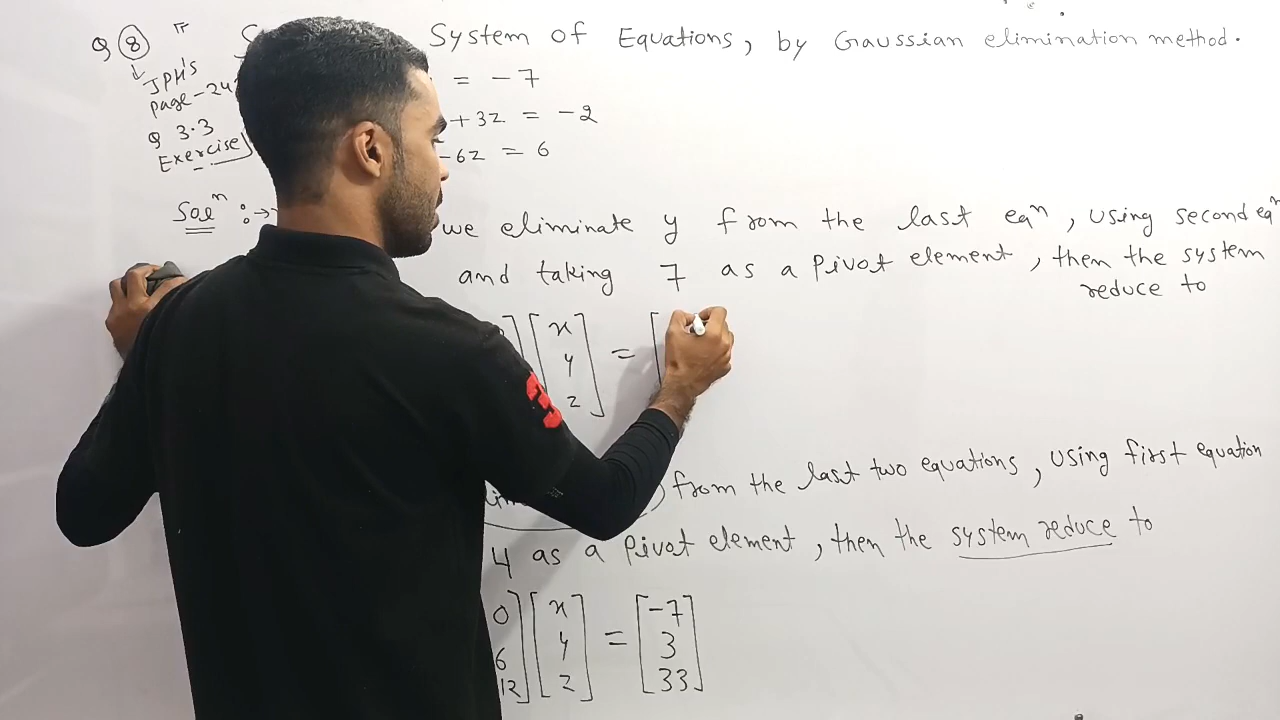 Q 8 System of Equations, by Gaussian elimination method.
JPH's
page-24
Q 3.3
Exercise
= -7
+3z = -2
-6z = 6
Solⁿ :→
we eliminate y from the last eqⁿ, using second eqⁿ
and taking 7 as a pivot element, then the system
reduce to
x
y =
z
from the last two equations, using first equation
4 as a pivot element, then the system reduce to
0 x -7
6 y = 3
12 z 33
3